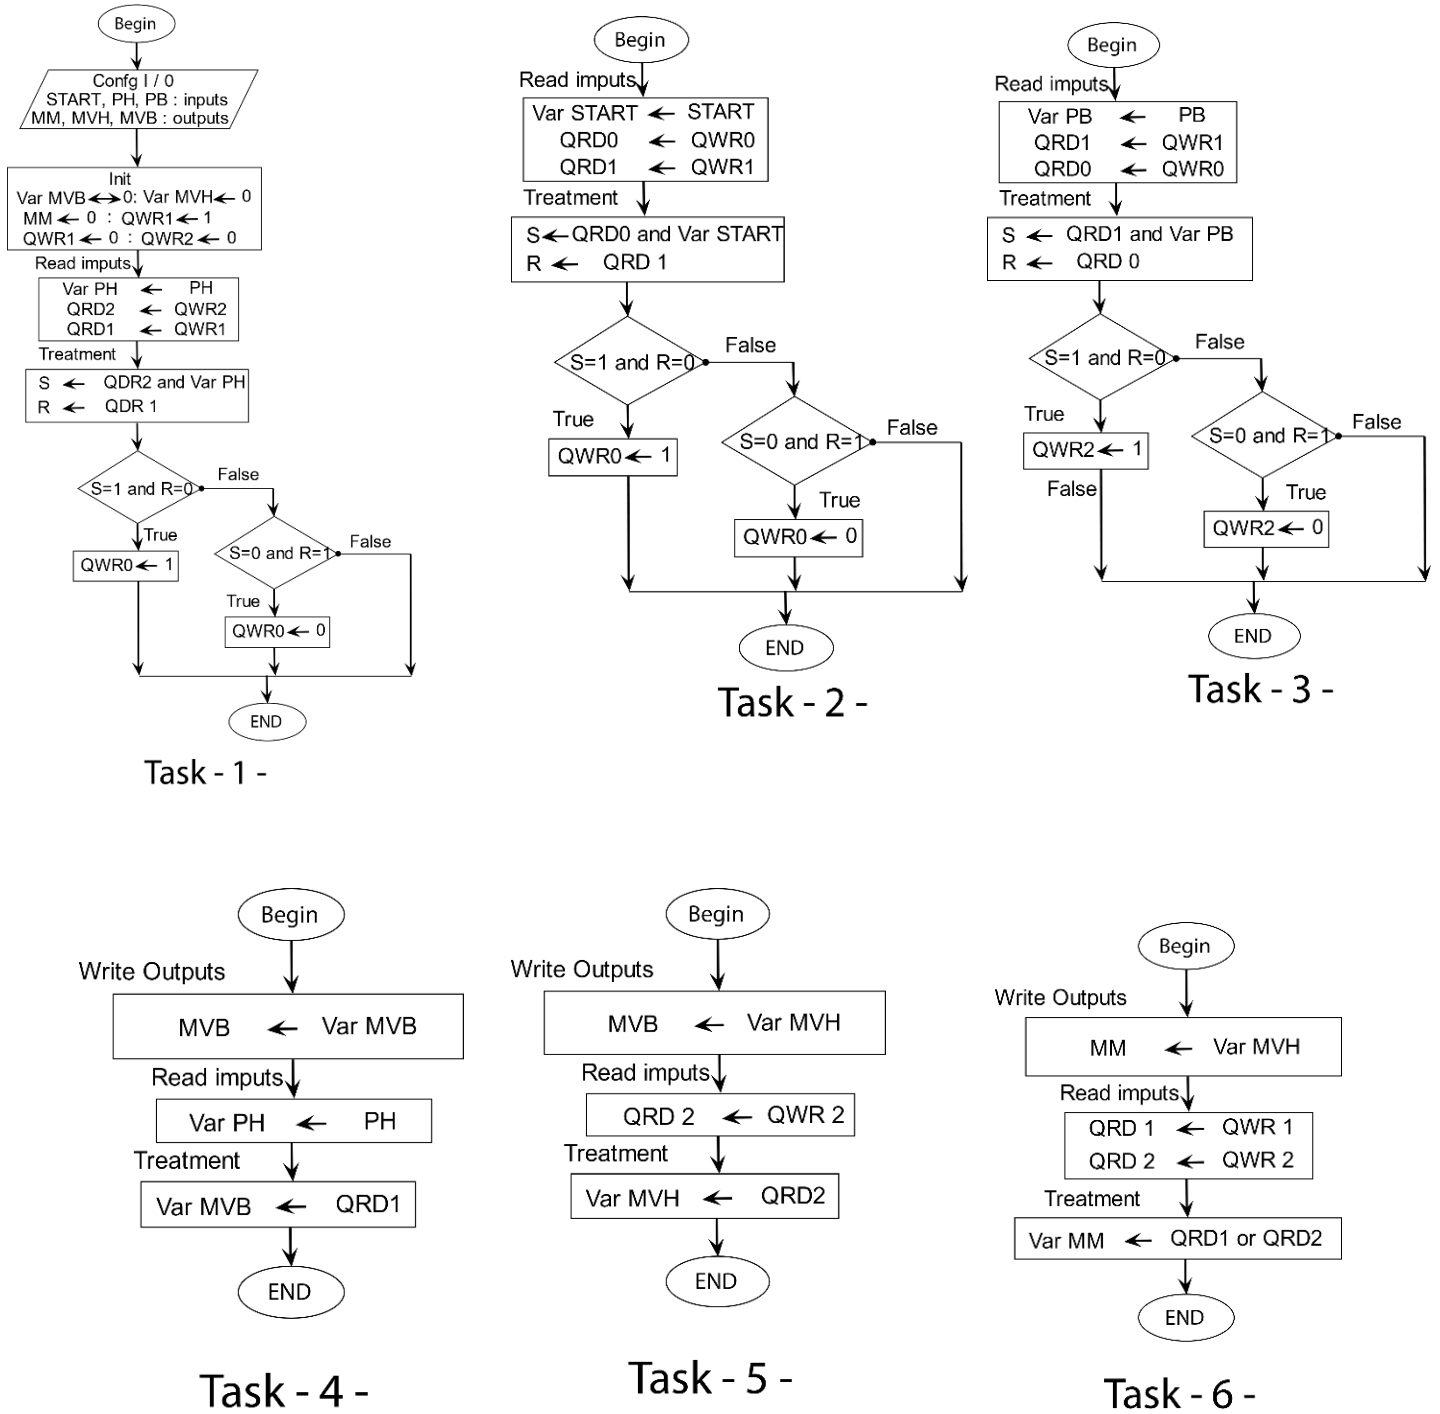 Begin
Confg I / 0
START, PH, PB : inputs
MM, MVH, MVB : outputs
Init
Var MVB ↔ 0: Var MVH ← 0
MM ← 0 : QWR1 ← 1
QWR1 ← 0 : QWR2 ← 0
Read imputs
Var PH ← PH
QRD2 ← QWR2
QRD1 ← QWR1
Treatment
S ← QDR2 and Var PH
R ← QDR 1
S=1 and R=0
False
True
QWR0 ← 1
S=0 and R=1
False
True
QWR0 ← 0
END
Task - 1 -
Begin
Read imputs
Var START ← START
QRD0 ← QWR0
QRD1 ← QWR1
Treatment
S ← QRD0 and Var START
R ← QRD 1
S=1 and R=0
False
True
QWR0 ← 1
S=0 and R=1
False
True
QWR0 ← 0
END
Task - 2 -
Begin
Read imputs
Var PB ← PB
QRD1 ← QWR1
QRD0 ← QWR0
Treatment
S ← QRD1 and Var PB
R ← QRD 0
S=1 and R=0
False
True
QWR2 ← 1
False
S=0 and R=1
False
True
QWR2 ← 0
END
Task - 3 -
Begin
Write Outputs
MVB ← Var MVB
Read imputs
Var PH ← PH
Treatment
Var MVB ← QRD1
END
Task - 4 -
Begin
Write Outputs
MVB ← Var MVH
Read imputs
QRD 2 ← QWR 2
Treatment
Var MVH ← QRD2
END
Task - 5 -
Begin
Write Outputs
MM ← Var MVH
Read imputs
QRD 1 ← QWR 1
QRD 2 ← QWR 2
Treatment
Var MM ← QRD1 or QRD2
END
Task - 6 -